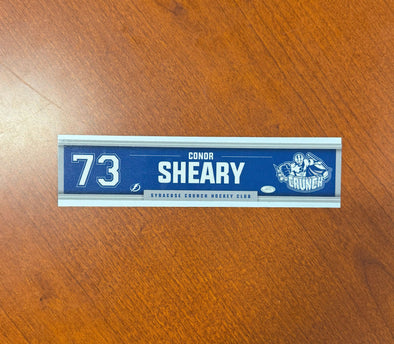 73
CONOR
SHEARY
CRUNCH
SYRACUSE CRUNCH HOCKEY CLUB